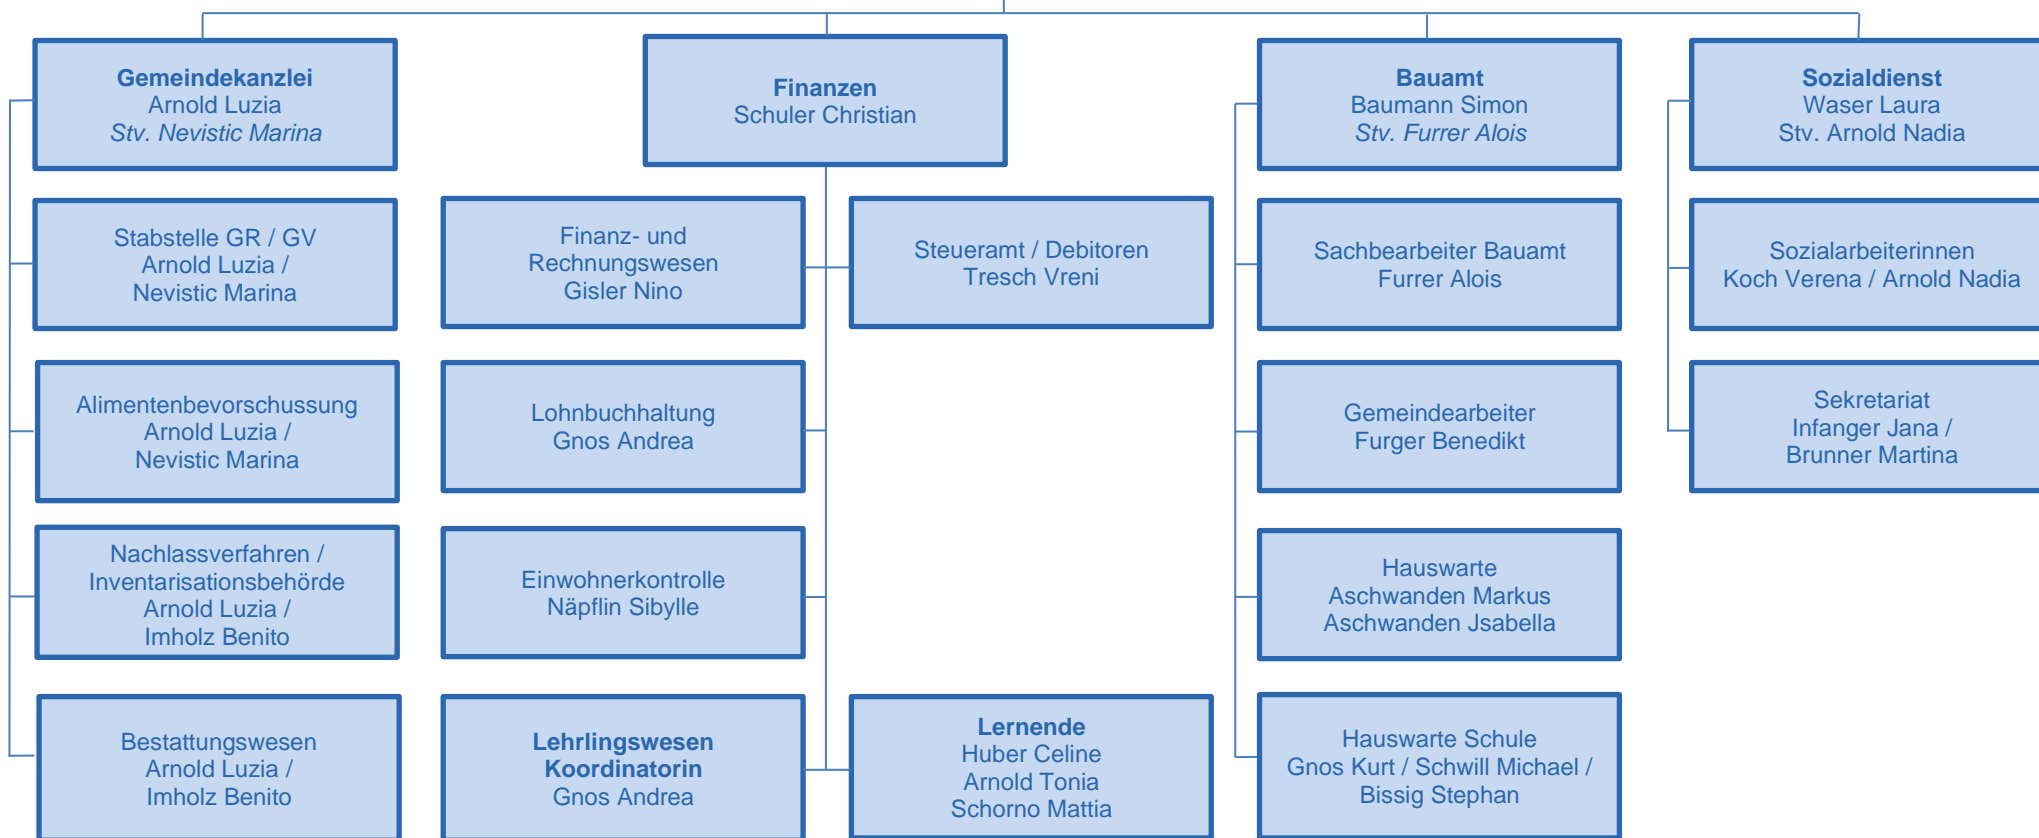 Gemeindekanzlei
Arnold Luzia
Stv. Nevistic Marina
Finanzen
Schuler Christian
Bauamt
Baumann Simon
Stv. Furrer Alois
Sozialdienst
Waser Laura
Stv. Arnold Nadia
Stabstelle GR / GV
Arnold Luzia /
Nevistic Marina
Finanz- und
Rechnungswesen
Gisler Nino
Steueramt / Debitoren
Tresch Vreni
Sachbearbeiter Bauamt
Furrer Alois
Sozialarbeiterinnen
Koch Verena / Arnold Nadia
Alimentenbevorschussung
Arnold Luzia /
Nevistic Marina
Lohnbuchhaltung
Gnos Andrea
Gemeindearbeiter
Furger Benedikt
Sekretariat
Infanger Jana /
Brunner Martina
Nachlassverfahren /
Inventarisationsbehörde
Arnold Luzia /
Imholz Benito
Einwohnerkontrolle
Näpflin Sibylle
Hauswarte
Aschwanden Markus
Aschwanden Jsabella
Bestattungswesen
Arnold Luzia /
Imholz Benito
Lehrlingswesen
Koordinatorin
Gnos Andrea
Lernende
Huber Celine
Arnold Tonia
Schorno Mattia
Hauswarte Schule
Gnos Kurt / Schwill Michael /
Bissig Stephan